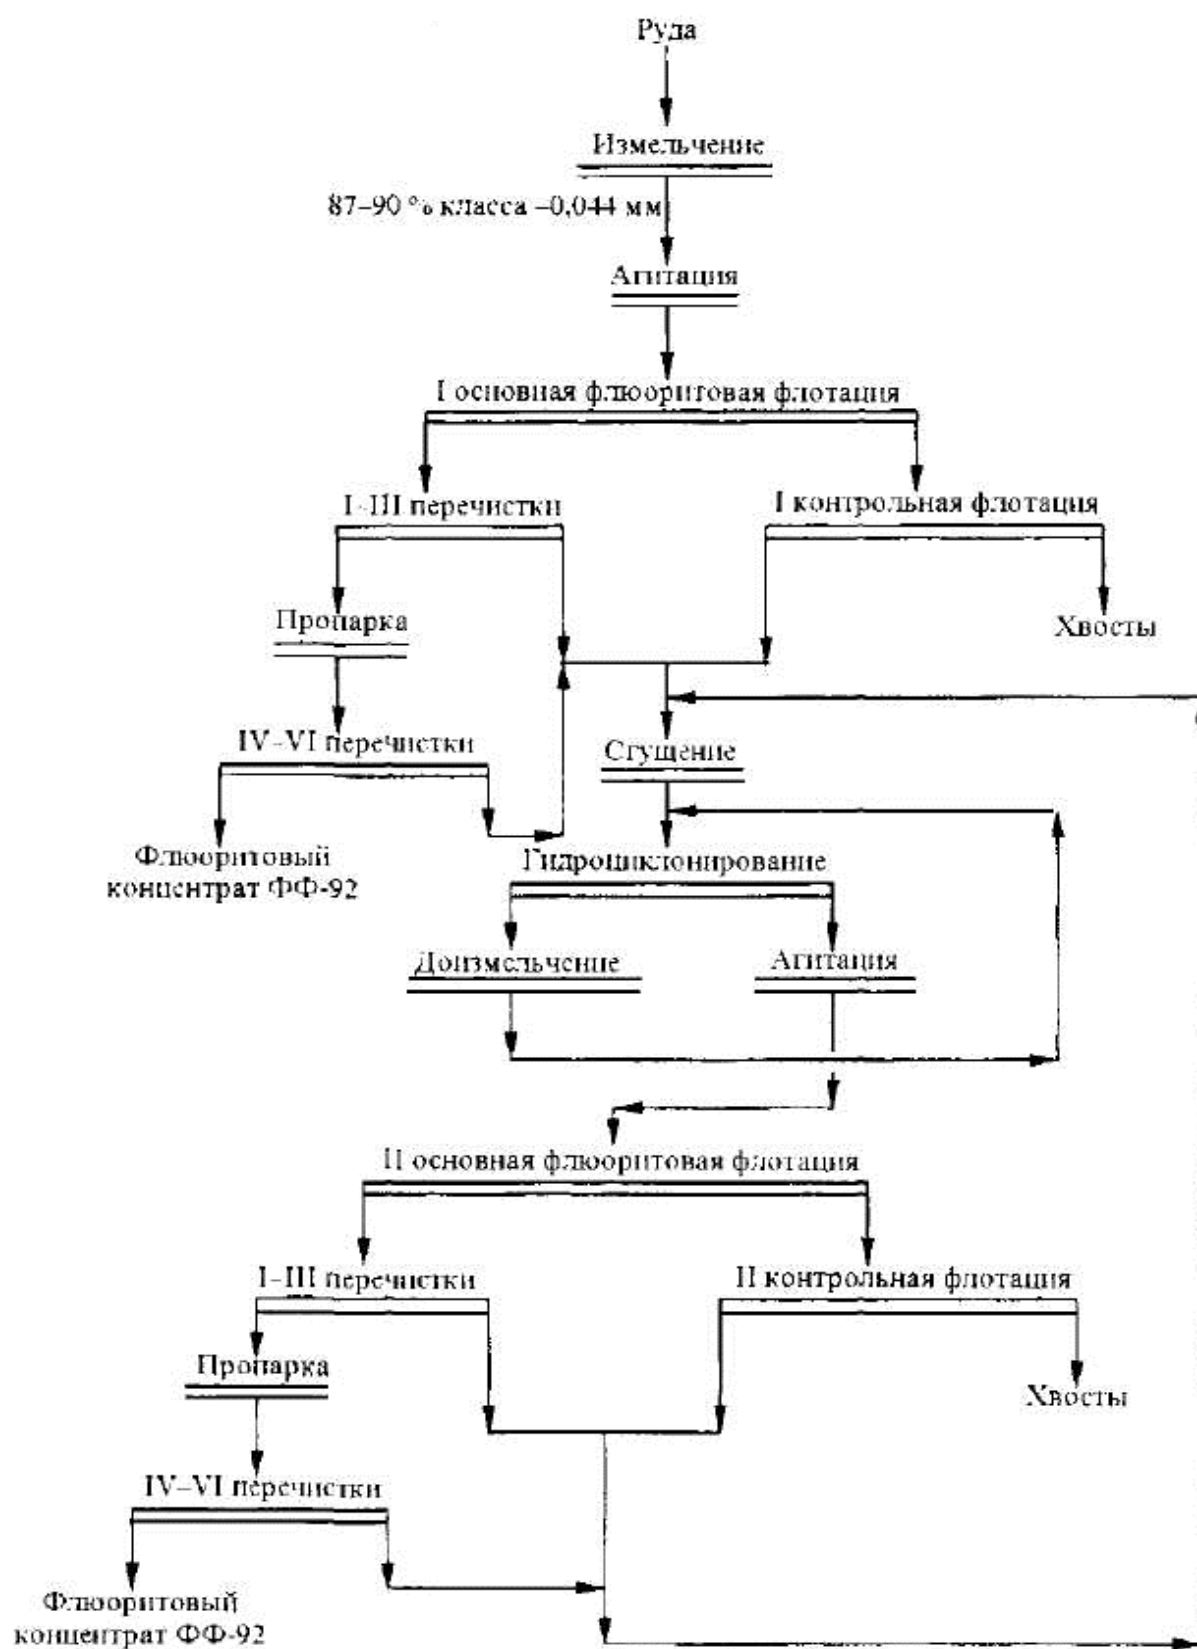 Руда
Измельчение
87–90 % класса –0,044 мм
Агитация
I основная флюоритовая флотация
I–III перечистки
I контрольная флотация
Пропарка
Хвосты
IV–VI перечистки
Сгущение
Флюоритовый
концентрат ФФ-92
Гидроциклонирование
Доизмельчение
Агитация
II основная флюоритовая флотация
I–III перечистки
II контрольная флотация
Пропарка
Хвосты
IV–VI перечистки
Флюоритовый
концентрат ФФ-92